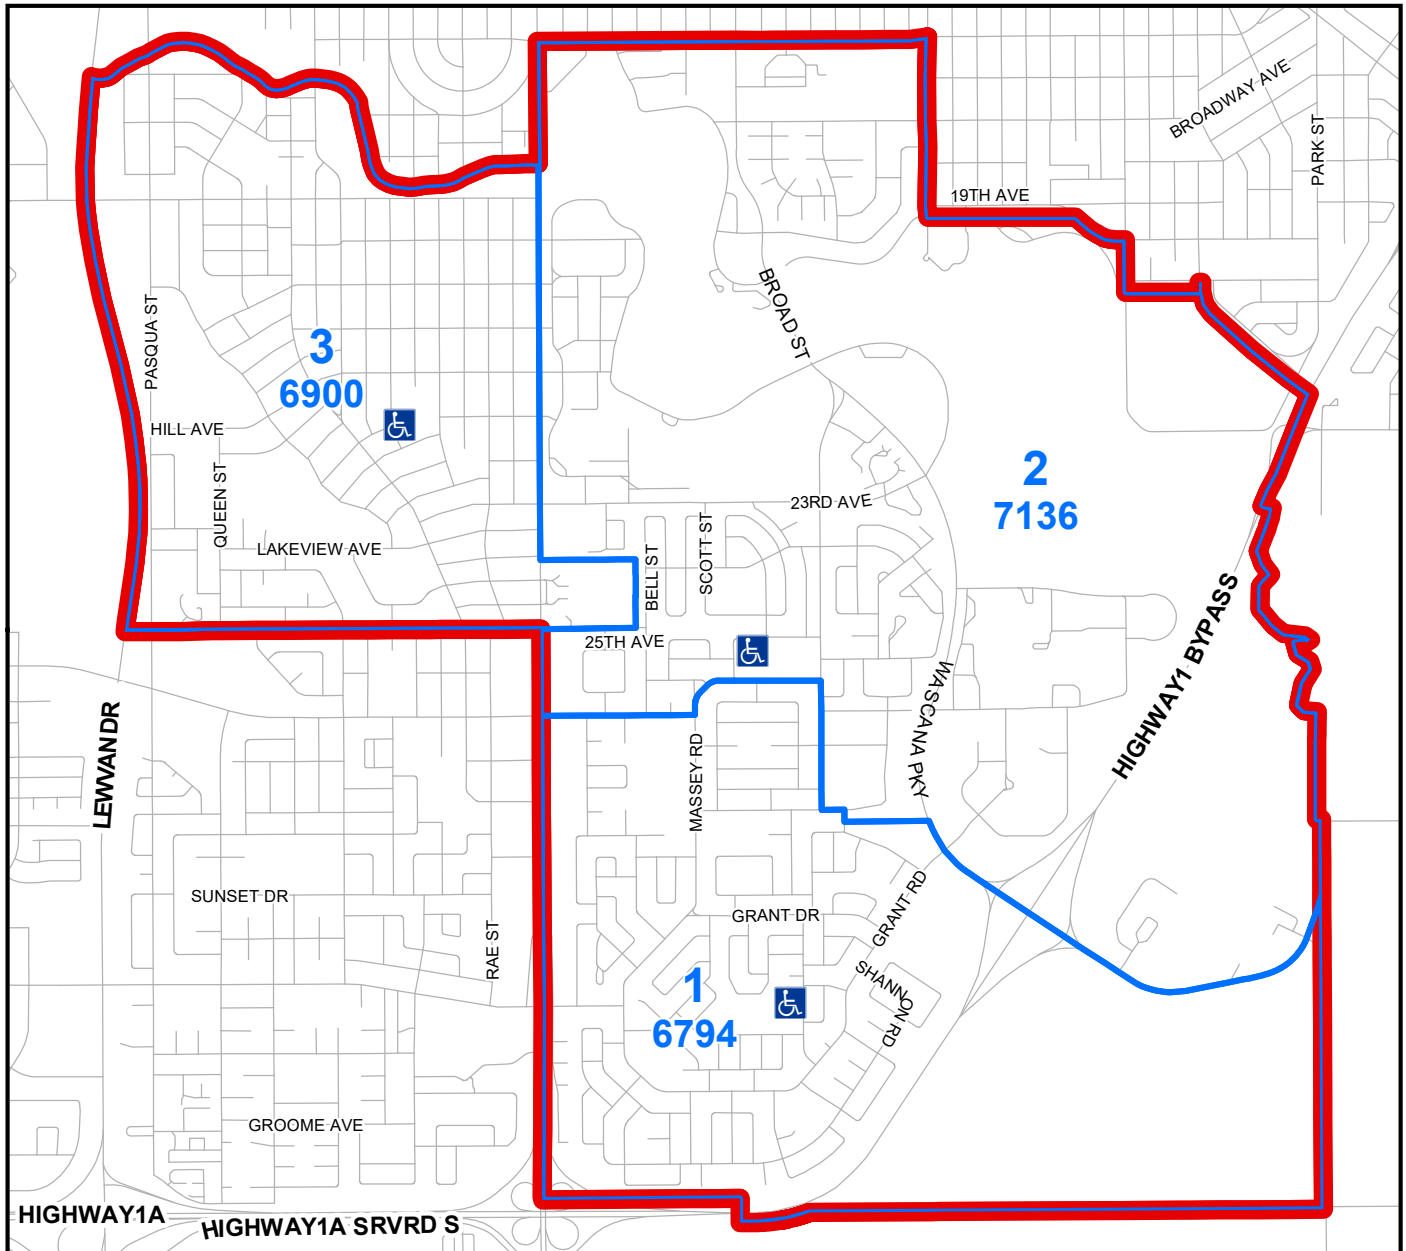 BROADWAY AVE
PARK ST
19TH AVE
BROAD ST
PASQUA ST
3
6900
HILL AVE
QUEEN ST
LAKEVIEW AVE
2
7136
23RD AVE
SCOTT ST
BELL ST
25TH AVE
HIGHWAY1 BYPASS
WASCANA PKY
LEWVAN DR
MASSEY RD
SUNSET DR
GRANT DR
GRANT RD
RAE ST
SHANNON RD
1
6794
GROOME AVE
HIGHWAY1A
HIGHWAY1A SRVRD S